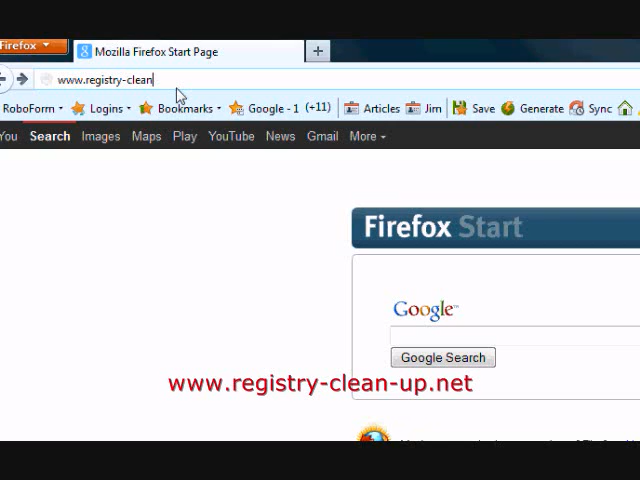 Firefox
Mozilla Firefox Start Page
www.registry-clean
RoboForm Logins Bookmarks Google - 1 (+11) Articles Jim Save Generate Sync
You Search Images Maps Play YouTube News Gmail More
Firefox Start
Google™
Google Search
www.registry-clean-up.net